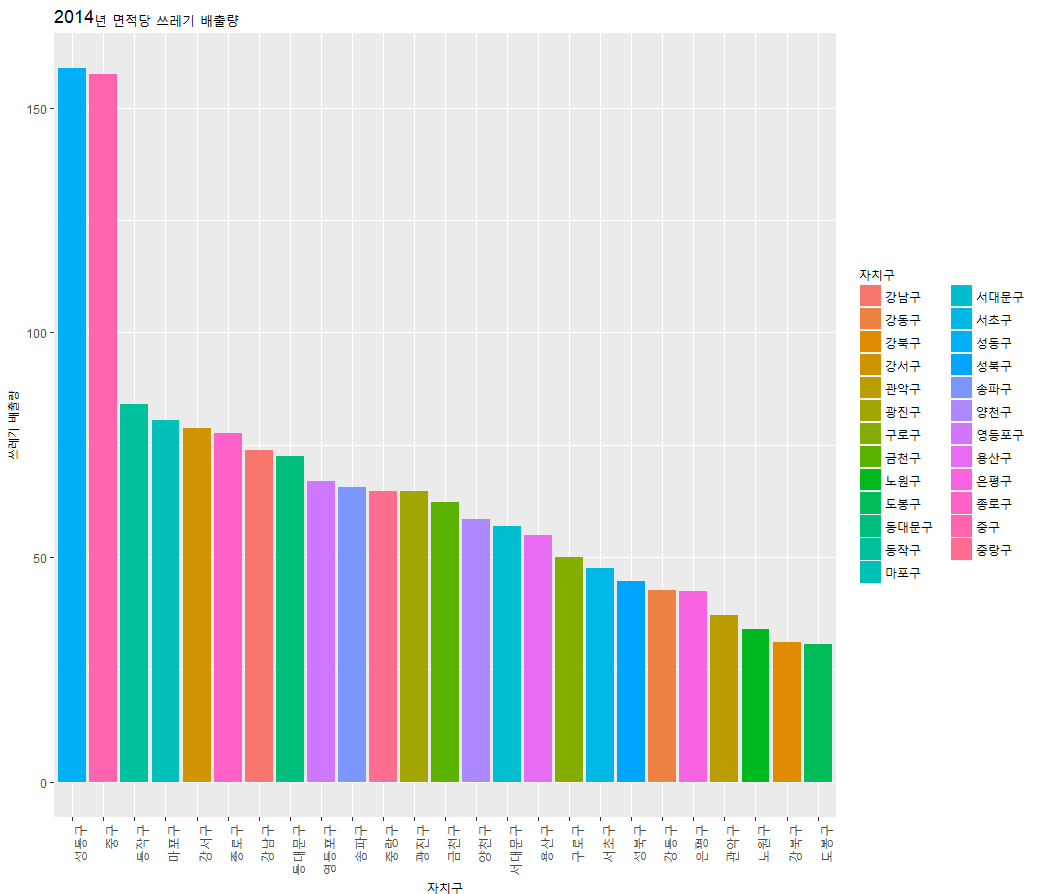 2014년 면적당 쓰레기 배출량
쓰레기 배출량
150
100
50
0
성동구
중구
동작구
마포구
강서구
종로구
강남구
동대문구
영등포구
송파구
중랑구
광진구
금천구
양천구
서대문구
용산구
구로구
서초구
성북구
강동구
은평구
관악구
노원구
강북구
도봉구
자치구
자치구
강남구
강동구
강북구
강서구
관악구
광진구
구로구
금천구
노원구
도봉구
동대문구
동작구
마포구
서대문구
서초구
성동구
성북구
송파구
양천구
영등포구
용산구
은평구
종로구
중구
중랑구